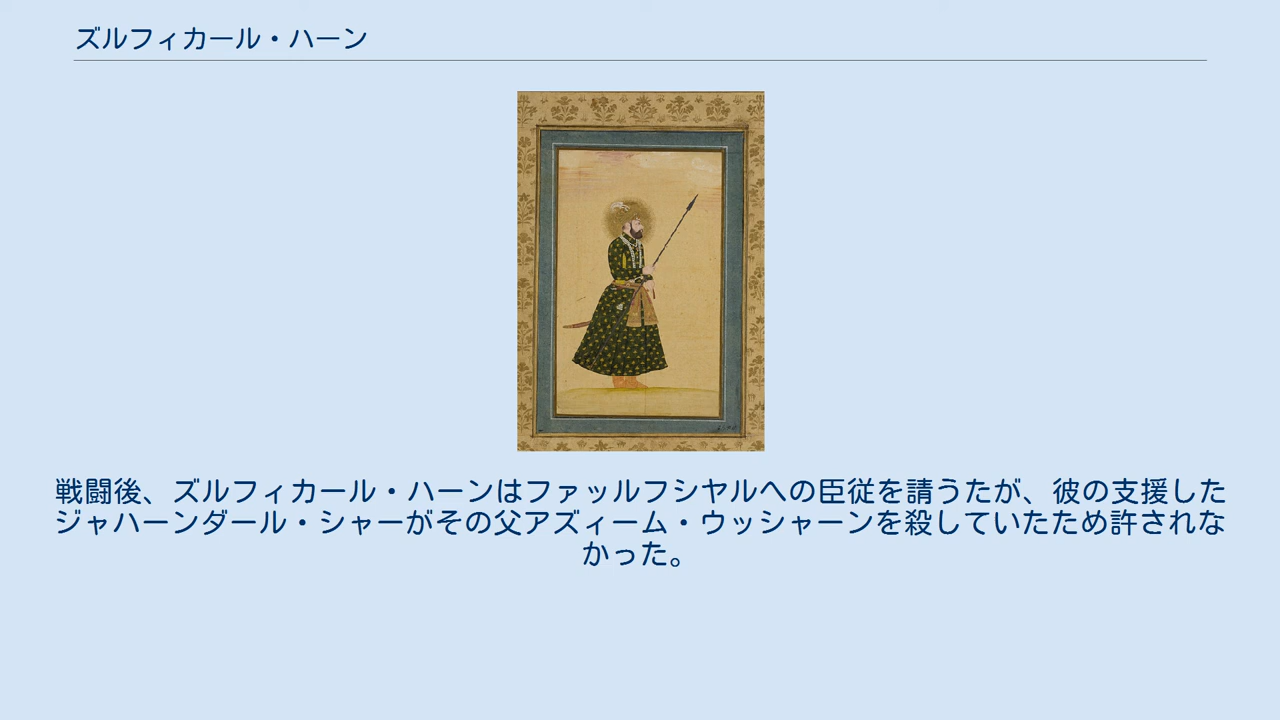 ズルフィカール・ハーン
戦闘後、ズルフィカール・ハーンはファッルフシヤルへの臣従を請うたが、彼の支援した
ジャハーンダール・シャーがその父アズィーム・ウッシャーンを殺していたため許されな
かった。